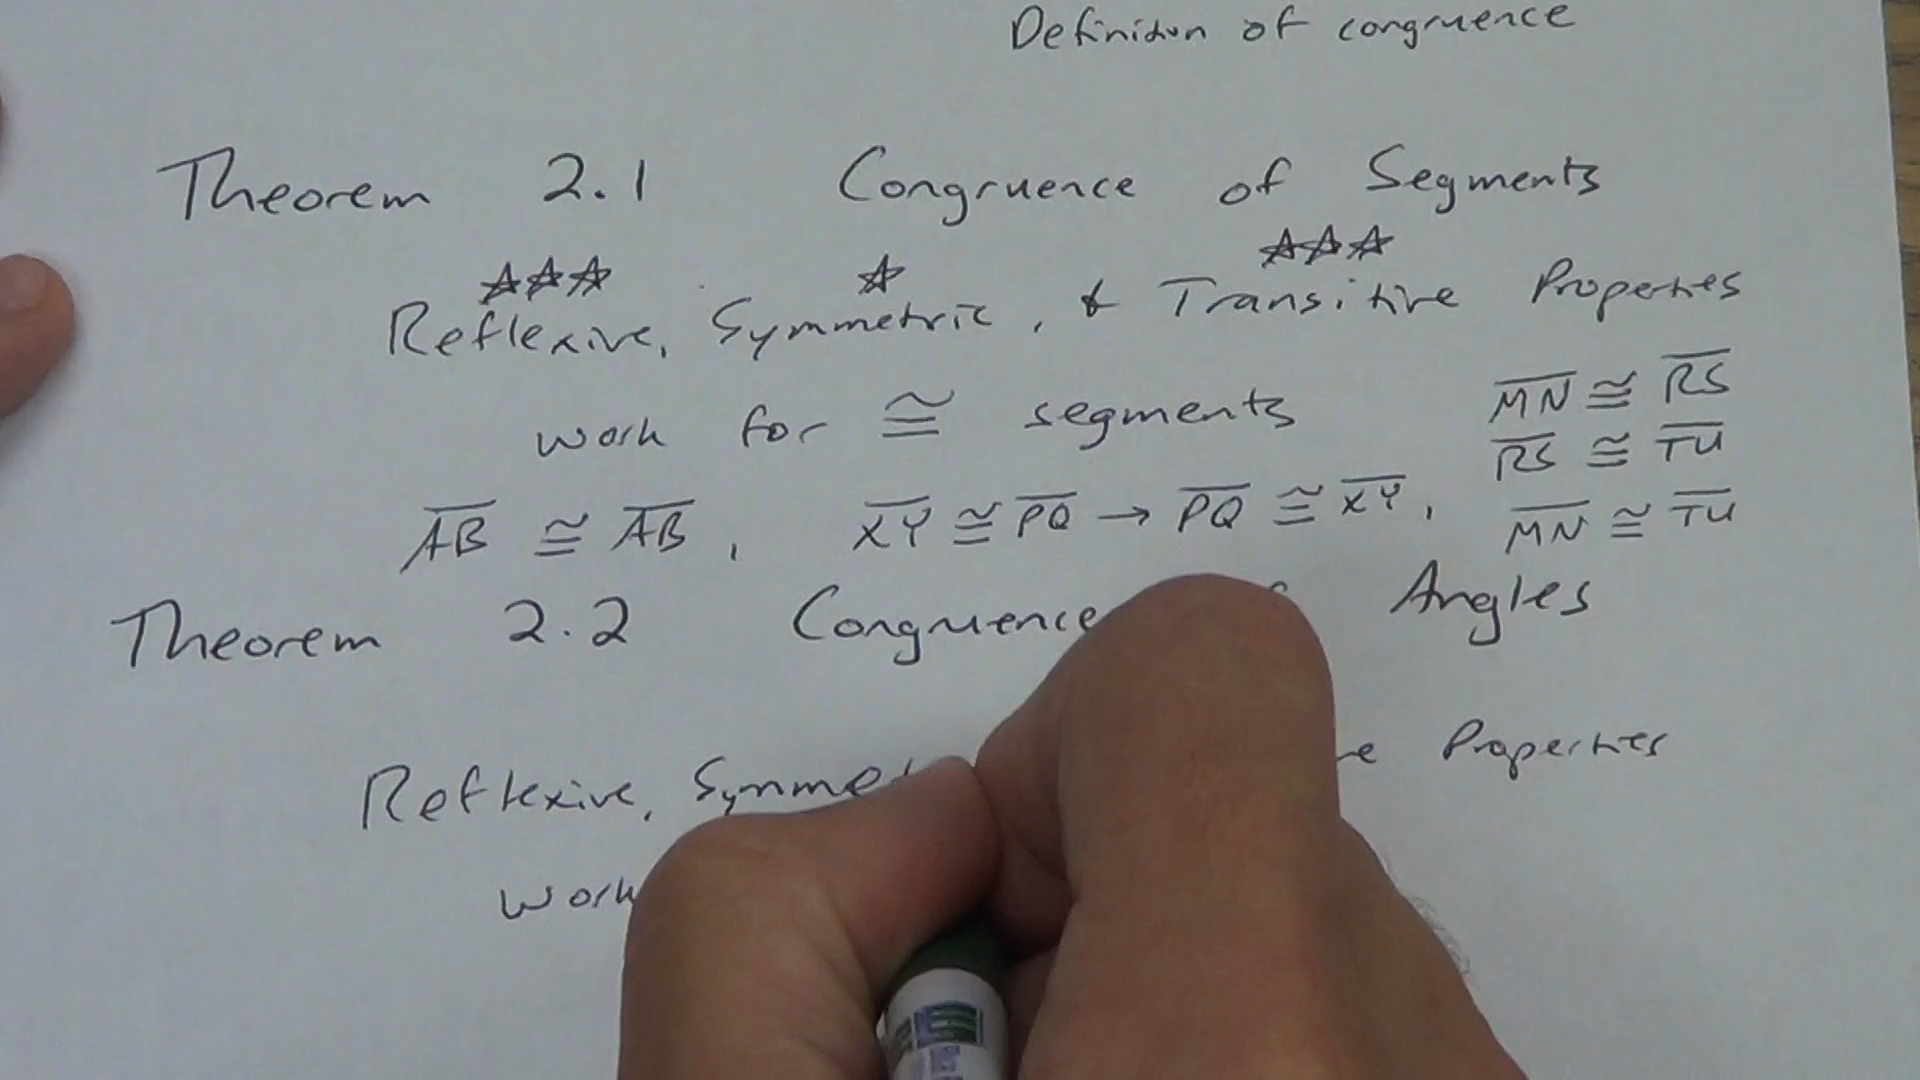 Definition of congruence
Theorem 2.1 Congruence of Segments
Reflexive, Symmetric, & Transitive Properties
work for ≅ segments
MN ≅ RS
RS ≅ TU
AB ≅ AB, XY ≅ PQ → PQ ≅ XY, MN ≅ TU
Theorem 2.2 Congruence Angles
Reflexive, Properties
work